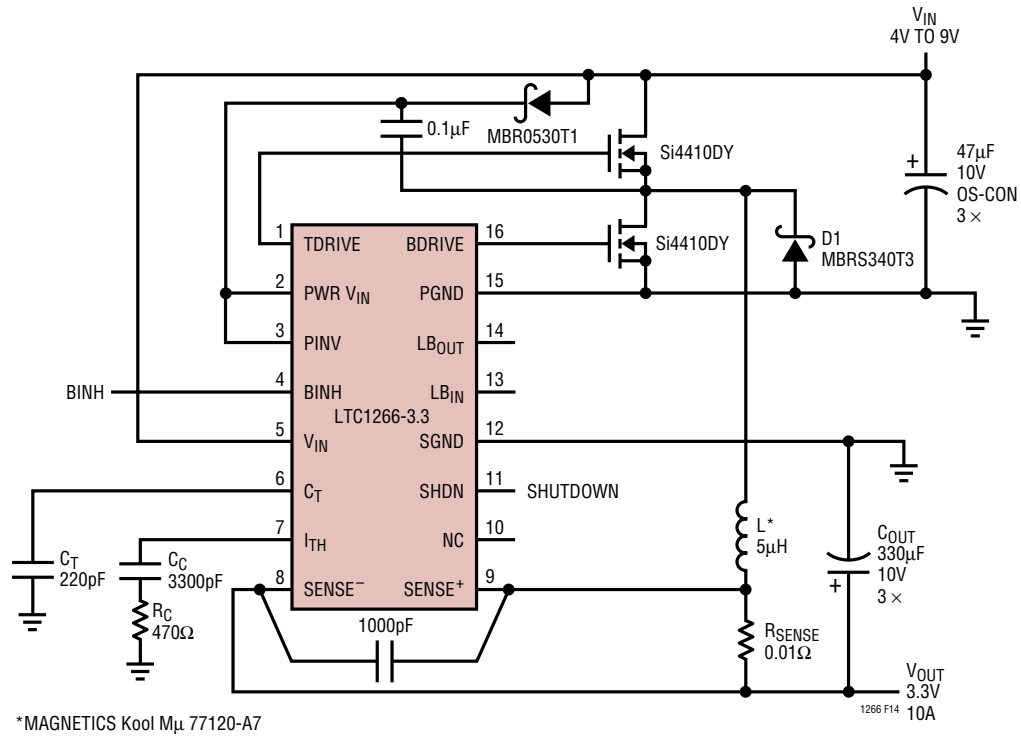 VIN
4V TO 9V
0.1µF
MBR0530T1
Si4410DY
47µF
10V
OS-CON
3 ×
+
Si4410DY
D1
MBRS340T3
1
TDRIVE
BDRIVE
16
2
PWR VIN
PGND
15
3
PINV
LBOUT
14
BINH
4
BINH
LBIN
13
LTC1266-3.3
5
VIN
SGND
12
6
CT
SHDN
11
SHUTDOWN
7
ITH
NC
10
8
SENSE−
SENSE+
9
CT
220pF
CC
3300pF
RC
470Ω
1000pF
L*
5µH
COUT
330µF
10V
3 ×
+
RSENSE
0.01Ω
VOUT
3.3V
10A
1266 F14
*MAGNETICS Kool Mµ 77120-A7